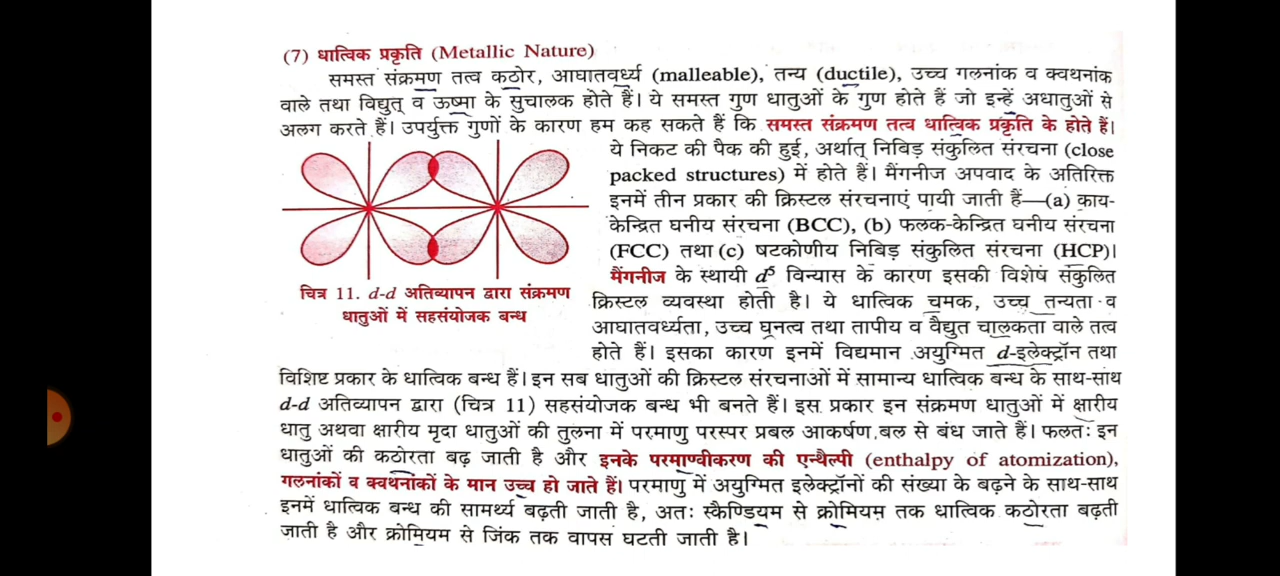 (7) धात्विक प्रकृति (Metallic Nature)
समस्त संक्रमण तत्व कठोर, आघातवर्ध्य (malleable), तन्य (ductile), उच्च गलनांक व क्वथनांक
वाले तथा विद्युत् व ऊष्मा के सुचालक होते हैं। ये समस्त गुण धातुओं के गुण होते हैं जो इन्हें अधातुओं से
अलग करते हैं। उपर्युक्त गुणों के कारण हम कह सकते हैं कि समस्त संक्रमण तत्व धात्विक प्रकृति के होते हैं।
ये निकट की पैक की हुई, अर्थात् निबिड़ संकुलित संरचना (close
packed structures) में होते हैं। मैंगनीज अपवाद के अतिरिक्त
इनमें तीन प्रकार की क्रिस्टल संरचनाएं पायी जाती हैं—(a) काय-
केन्द्रित घनीय संरचना (BCC), (b) फलक-केन्द्रित घनीय संरचना
(FCC) तथा (c) षटकोणीय निबिड़ संकुलित संरचना (HCP)।
मैंगनीज के स्थायी d⁵ विन्यास के कारण इसकी विशेष संकुलित
क्रिस्टल व्यवस्था होती है। ये धात्विक चमक, उच्च तन्यता व
आघातवर्ध्यता, उच्च घनत्व तथा तापीय व वैद्युत चालकता वाले तत्व
होते हैं। इसका कारण इनमें विद्यमान अयुग्मित d-इलेक्ट्रॉन तथा
चित्र 11. d-d अतिव्यापन द्वारा संक्रमण
धातुओं में सहसंयोजक बन्ध
विशिष्ट प्रकार के धात्विक बन्ध हैं। इन सब धातुओं की क्रिस्टल संरचनाओं में सामान्य धात्विक बन्ध के साथ-साथ
d-d अतिव्यापन द्वारा (चित्र 11) सहसंयोजक बन्ध भी बनते हैं। इस प्रकार इन संक्रमण धातुओं में क्षारीय
धातु अथवा क्षारीय मृदा धातुओं की तुलना में परमाणु परस्पर प्रबल आकर्षण बल से बंध जाते हैं। फलतः इन
धातुओं की कठोरता बढ़ जाती है और इनके परमाण्वीकरण की एन्थैल्पी (enthalpy of atomization),
गलनांकों व क्वथनांकों के मान उच्च हो जाते हैं। परमाणु में अयुग्मित इलेक्ट्रॉनों की संख्या के बढ़ने के साथ-साथ
इनमें धात्विक बन्ध की सामर्थ्य बढ़ती जाती है, अतः स्कैण्डियम से क्रोमियम तक धात्विक कठोरता बढ़ती
जाती है और क्रोमियम से जिंक तक वापस घटती जाती है।